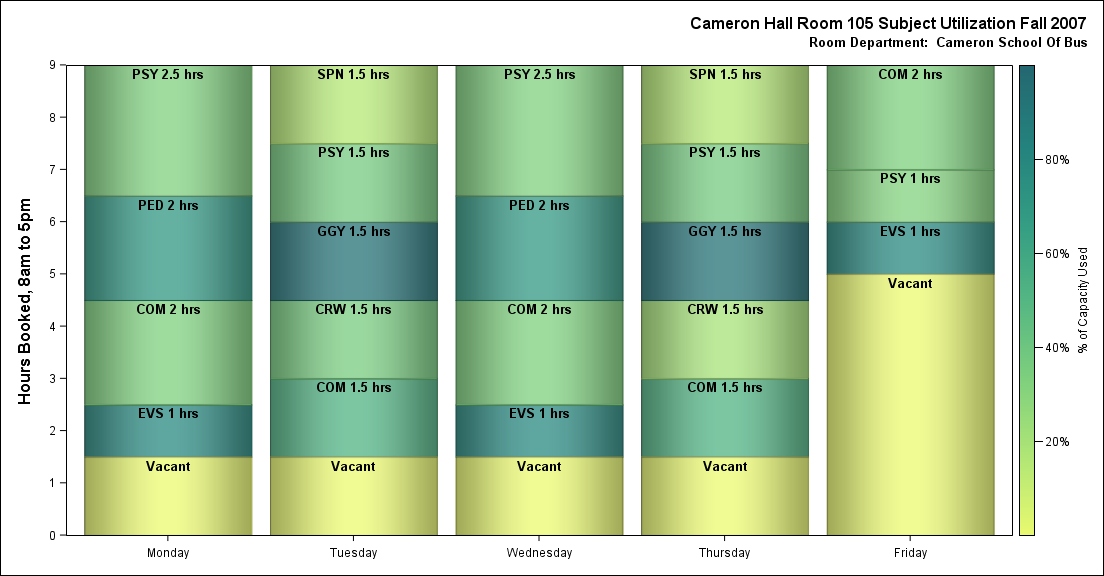 Cameron Hall Room 105 Subject Utilization Fall 2007
Room Department: Cameron School Of Bus
Hours Booked, 8am to 5pm
9
8
7
6
5
4
3
2
1
0
PSY 2.5 hrs
PED 2 hrs
COM 2 hrs
EVS 1 hrs
Vacant
SPN 1.5 hrs
PSY 1.5 hrs
GGY 1.5 hrs
CRW 1.5 hrs
COM 1.5 hrs
Vacant
PSY 2.5 hrs
PED 2 hrs
COM 2 hrs
EVS 1 hrs
Vacant
SPN 1.5 hrs
PSY 1.5 hrs
GGY 1.5 hrs
CRW 1.5 hrs
COM 1.5 hrs
Vacant
COM 2 hrs
PSY 1 hrs
EVS 1 hrs
Vacant
Monday
Tuesday
Wednesday
Thursday
Friday
80%
60%
40%
20%
% of Capacity Used